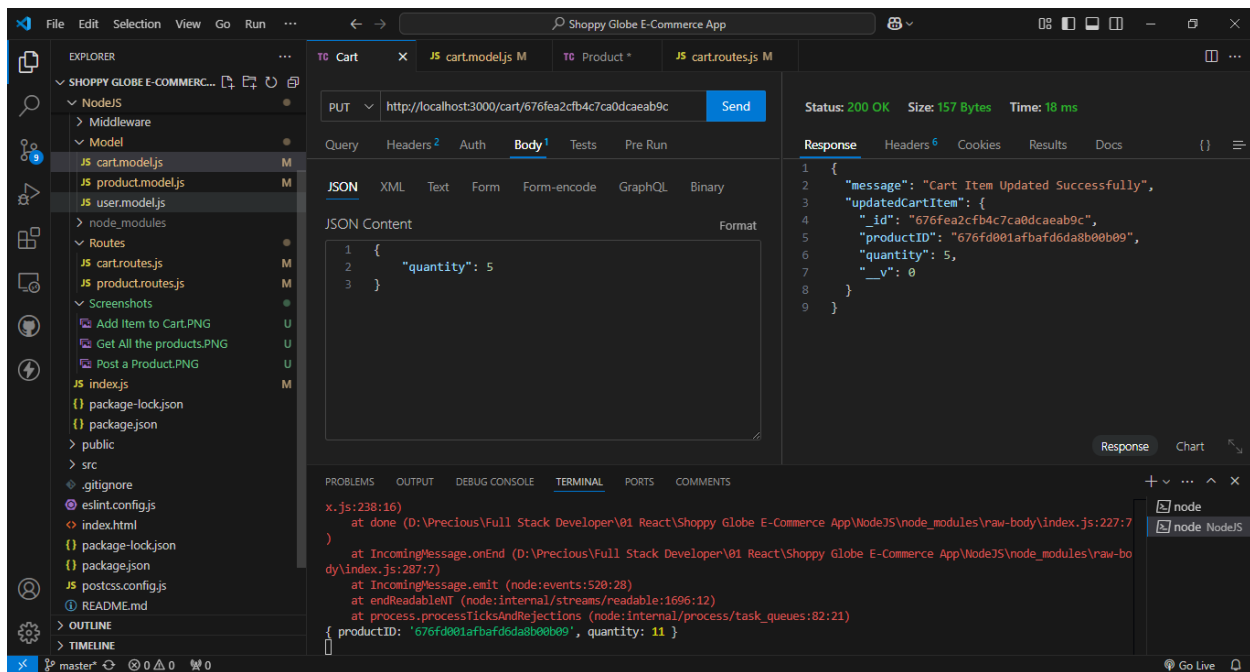 File Edit Selection View Go Run ...
Shoppy Globe E-Commerce App
EXPLORER
SHOPPY GLOBE E-COMMERC...
NodeJS
Middleware
Model
JS cart.model.js M
JS product.model.js M
JS user.model.js
node_modules
Routes
JS cart.routes.js M
JS product.routes.js M
Screenshots
Add Item to Cart.PNG U
Get All the products.PNG U
Post a Product.PNG U
JS index.js M
{} package-lock.json
{} package.json
public
src
.gitignore
eslint.config.js
<> index.html
{} package-lock.json
{} package.json
JS postcss.config.js
README.md
OUTLINE
TIMELINE
9
TC Cart
JS cart.model.js M
TC Product *
JS cart.routes.js M
PUT http://localhost:3000/cart/676fea2cfb4c7ca0dcaeab9c Send
Query Headers 2 Auth Body 1 Tests Pre Run
JSON XML Text Form Form-encode GraphQL Binary
JSON Content Format
1 {
2 "quantity": 5
3 }
Status: 200 OK Size: 157 Bytes Time: 18 ms
Response Headers 6 Cookies Results Docs {}
1 {
2 "message": "Cart Item Updated Successfully",
3 "updatedCartItem": {
4 "_id": "676fea2cfb4c7ca0dcaeab9c",
5 "productID": "676fd001afbafd6da8b00b09",
6 "quantity": 5,
7 "__v": 0
8 }
9 }
Response Chart
PROBLEMS OUTPUT DEBUG CONSOLE TERMINAL PORTS COMMENTS
x.js:238:16)
at done (D:\Precious\Full Stack Developer\01 React\Shoppy Globe E-Commerce App\NodeJS\node_modules\raw-body\index.js:227:7
)
at IncomingMessage.onEnd (D:\Precious\Full Stack Developer\01 React\Shoppy Globe E-Commerce App\NodeJS\node_modules\raw-bo
dy\index.js:287:7)
at IncomingMessage.emit (node:events:520:28)
at endReadableNT (node:internal/streams/readable:1696:12)
at process.processTicksAndRejections (node:internal/process/task_queues:82:21)
{ productID: '676fd001afbafd6da8b00b09', quantity: 11 }
node
node NodeJS
master* 0 0 0
Go Live